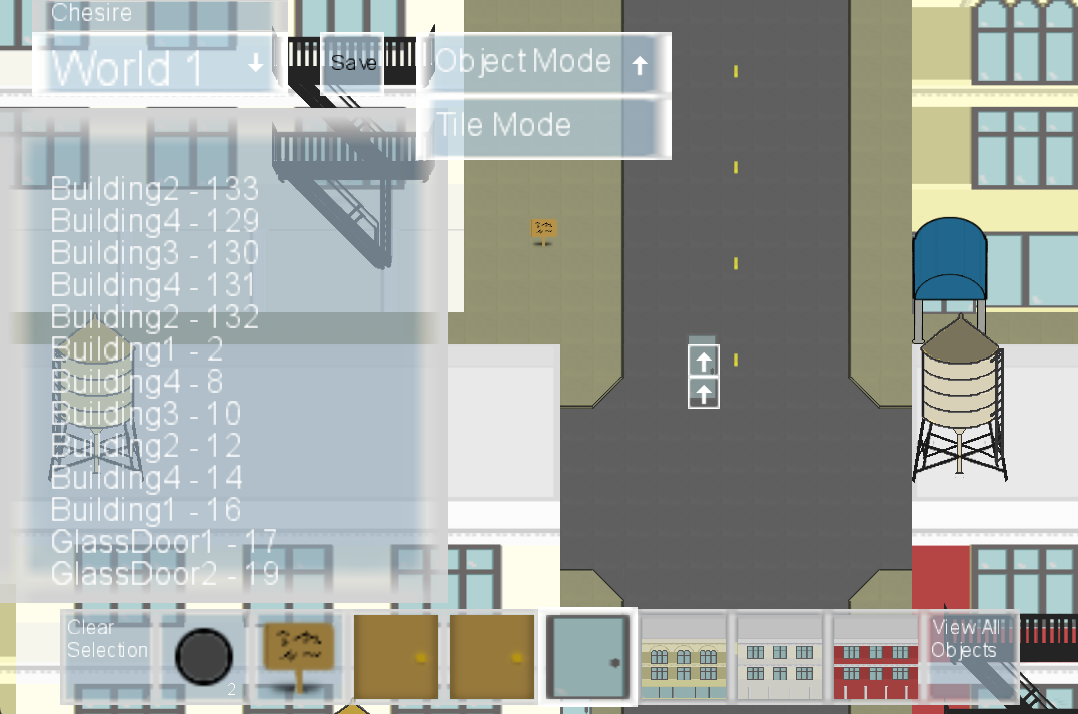 Chesire
World 1
Save
Object Mode
Tile Mode
Building2 - 133
Building4 - 129
Building3 - 130
Building4 - 131
Building2 - 132
Building1 - 2
Building4 - 8
Building3 - 10
Building2 - 12
Building4 - 14
Building1 - 16
GlassDoor1 - 17
GlassDoor2 - 19
Clear
Selection
2
View All
Objects